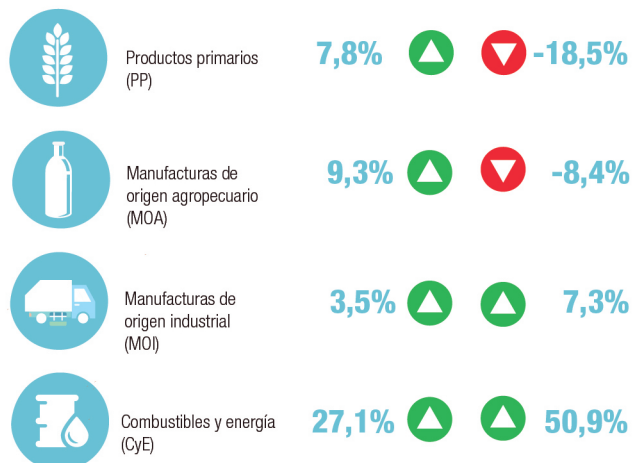 Productos primarios
(PP)
7,8%
-18,5%
Manufacturas de
origen agropecuario
(MOA)
9,3%
-8,4%
Manufacturas de
origen industrial
(MOI)
3,5%
7,3%
Combustibles y energía
(CyE)
27,1%
50,9%